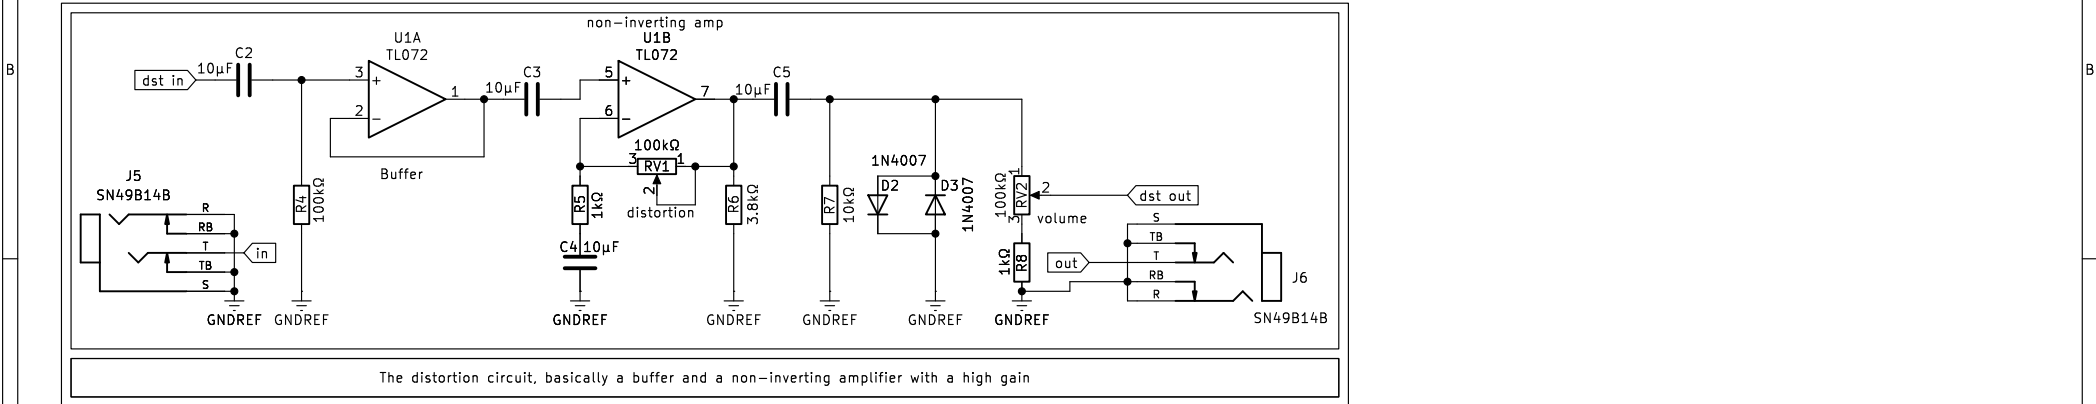 non-inverting amp
U1A
TL072
U1B
TL072
C2
10µF
dst in
3
+
2
-
1
Buffer
C3
10µF
5
+
6
-
7
C5
10µF
100kΩ
3
RV1
1
2
distortion
R5
1kΩ
C4
10µF
R6
3.8kΩ
R7
10kΩ
1N4007
D2
D3
1N4007
1
RV2
100kΩ
2
3
volume
dst out
R8
1kΩ
R4
100kΩ
J5
SN49B14B
R
RB
T
TB
S
in
out
S
TB
T
RB
R
J6
SN49B14B
GNDREF
GNDREF
GNDREF
GNDREF
GNDREF
GNDREF
GNDREF
The distortion circuit, basically a buffer and a non-inverting amplifier with a high gain
B
B